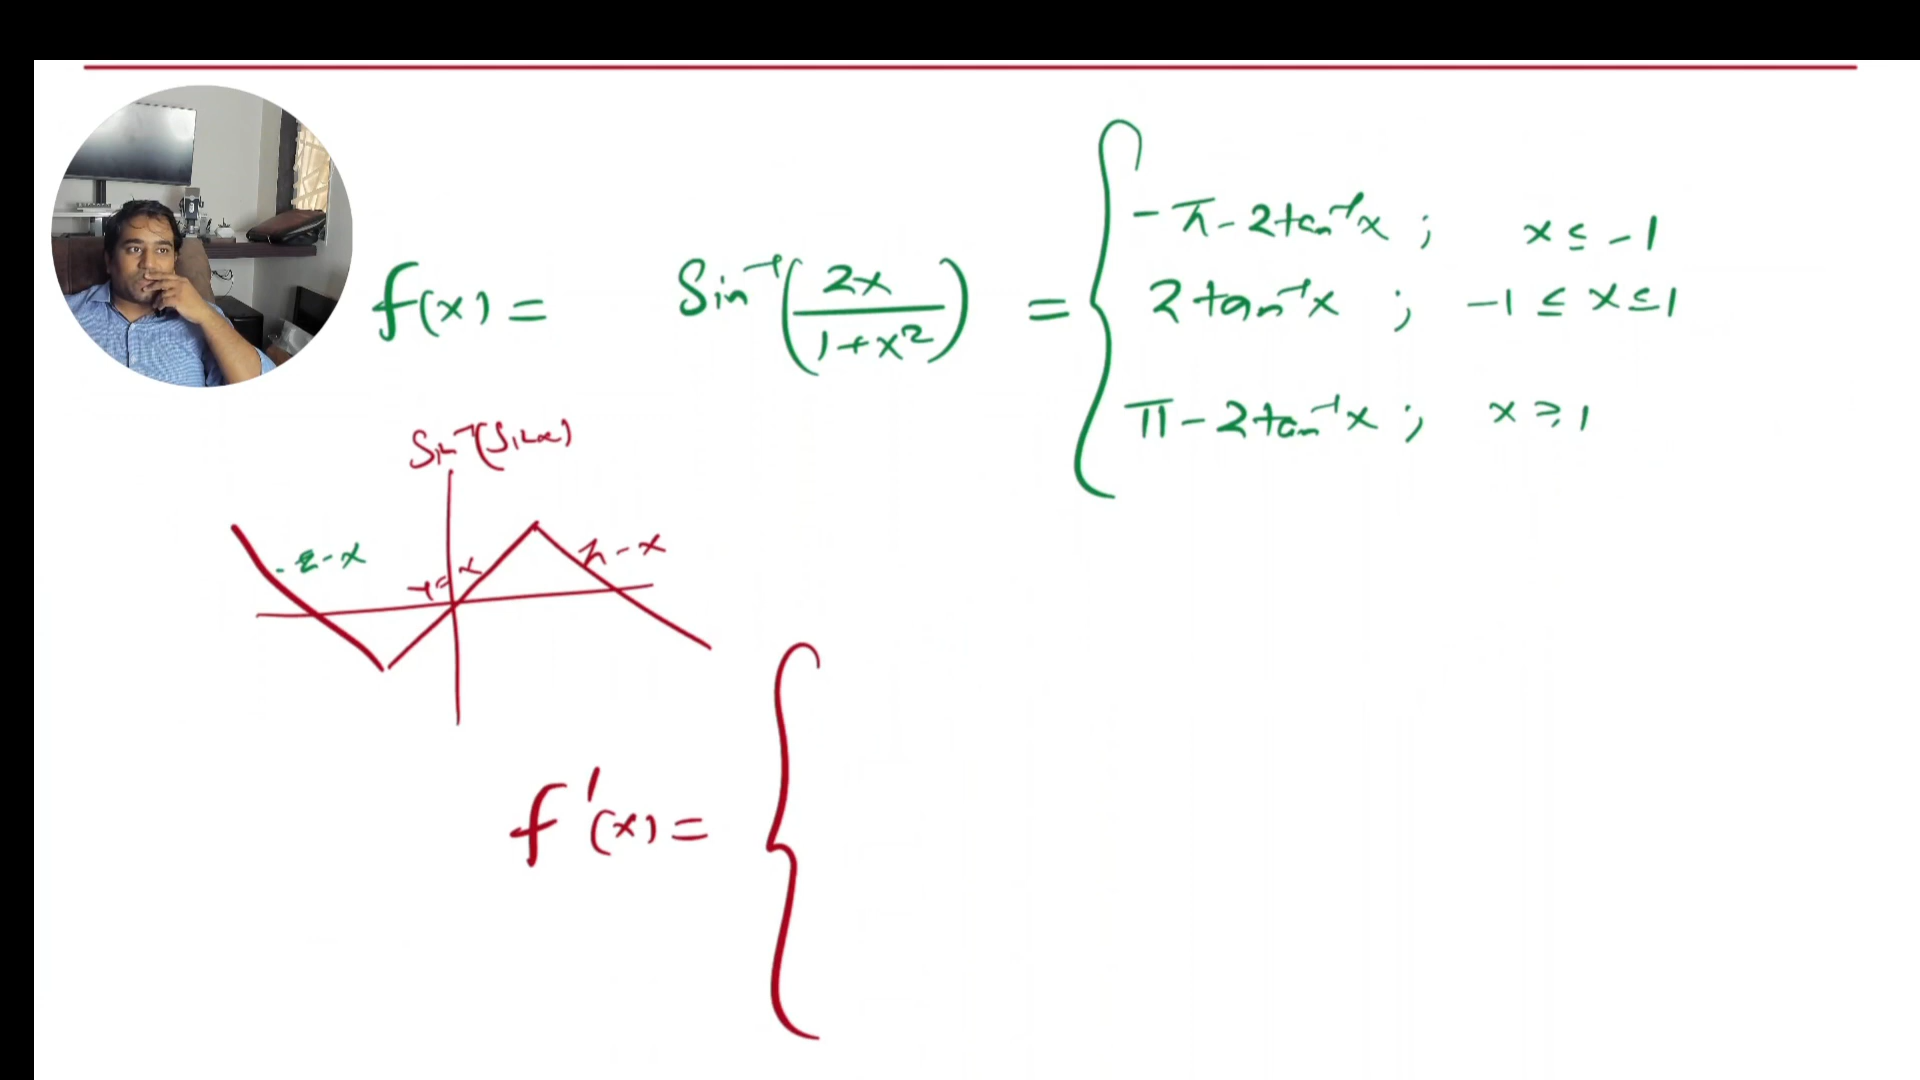 f(x) = Sin⁻¹(2x/(1+x²)) = {
-π - 2tan⁻¹x ; x ≤ -1
2tan⁻¹x ; -1 ≤ x ≤ 1
π - 2tan⁻¹x ; x ≥ 1
Sin⁻¹(Sinx)
-π-x
y=x
π-x
f'(x) = {